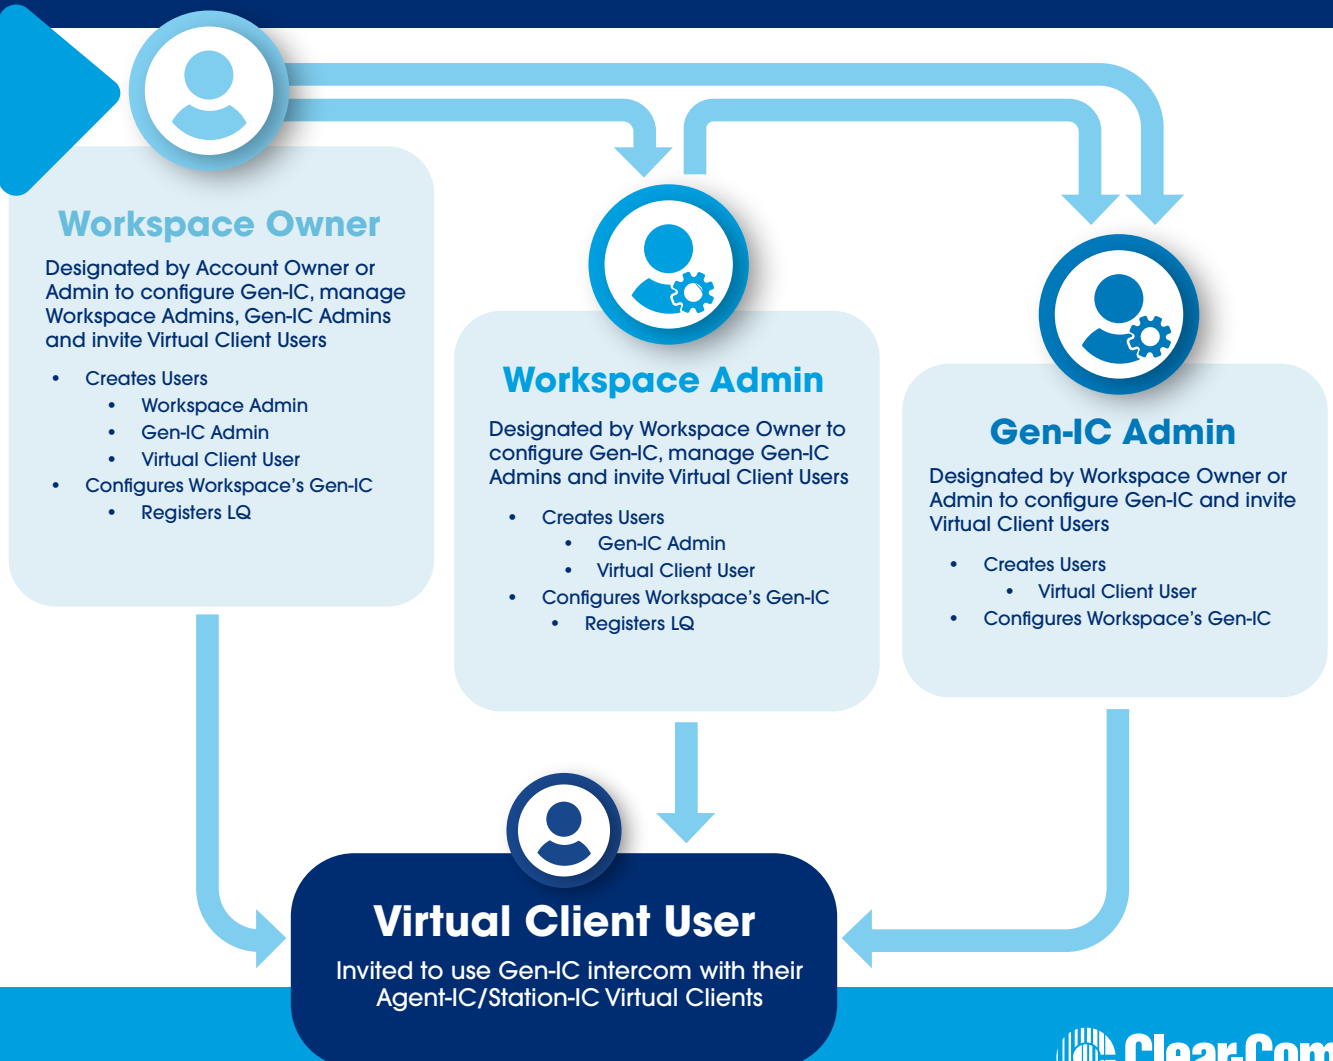 Workspace Owner
Designated by Account Owner or
Admin to configure Gen-IC, manage
Workspace Admins, Gen-IC Admins
and invite Virtual Client Users
• Creates Users
• Workspace Admin
• Gen-IC Admin
• Virtual Client User
• Configures Workspace’s Gen-IC
• Registers LQ
Workspace Admin
Designated by Workspace Owner to
configure Gen-IC, manage Gen-IC
Admins and invite Virtual Client Users
• Creates Users
• Gen-IC Admin
• Virtual Client User
• Configures Workspace’s Gen-IC
• Registers LQ
Gen-IC Admin
Designated by Workspace Owner or
Admin to configure Gen-IC and invite
Virtual Client Users
• Creates Users
• Virtual Client User
• Configures Workspace’s Gen-IC
Virtual Client User
Invited to use Gen-IC intercom with their
Agent-IC/Station-IC Virtual Clients
Clear-Com